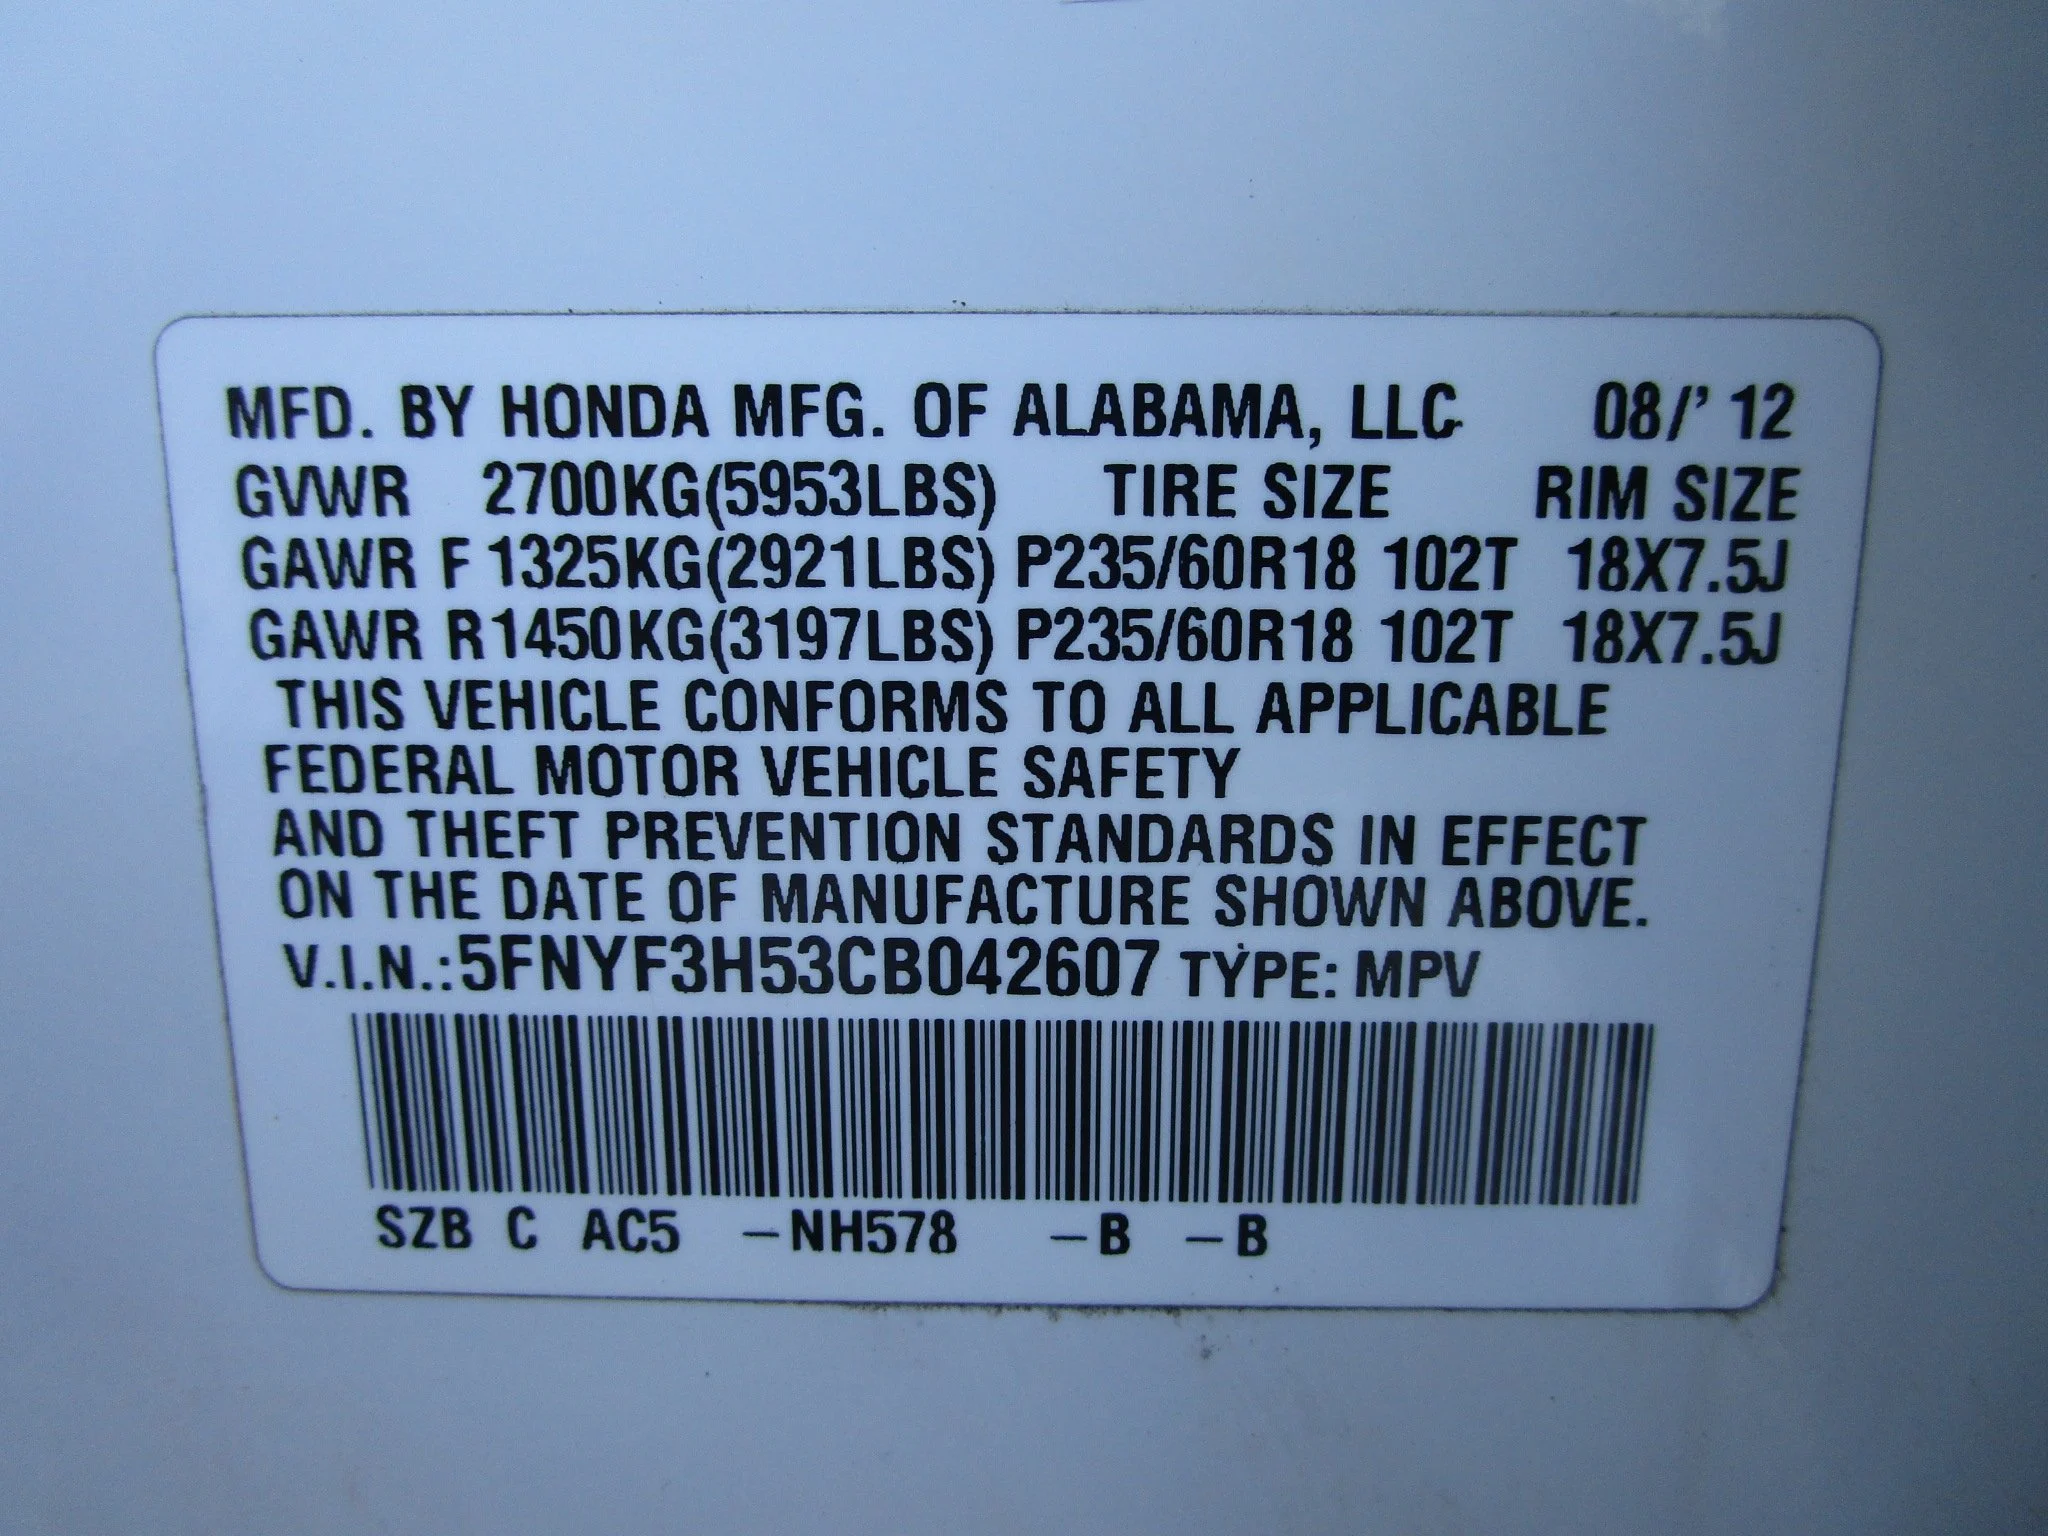 MFD. BY HONDA MFG. OF ALABAMA, LLC 08/'12
GVWR 2700KG(5953LBS) TIRE SIZE RIM SIZE
GAWR F 1325KG(2921LBS) P235/60R18 102T 18X7.5J
GAWR R1450KG(3197LBS) P235/60R18 102T 18X7.5J
THIS VEHICLE CONFORMS TO ALL APPLICABLE
FEDERAL MOTOR VEHICLE SAFETY
AND THEFT PREVENTION STANDARDS IN EFFECT
ON THE DATE OF MANUFACTURE SHOWN ABOVE.
V.I.N.:5FNYF3H53CB042607 TYPE: MPV
SZB C AC5 –NH578 –B –B